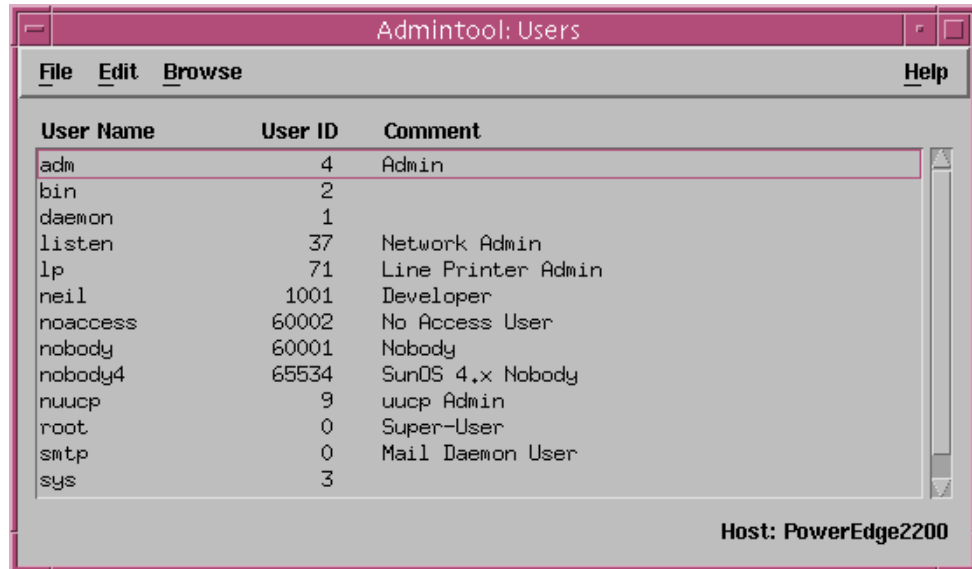 Admintool: Users
File Edit Browse Help
User Name User ID Comment
adm 4 Admin
bin 2
daemon 1
listen 37 Network Admin
lp 71 Line Printer Admin
neil 1001 Developer
noaccess 60002 No Access User
nobody 60001 Nobody
nobody4 65534 SunOS 4.x Nobody
nuucp 9 uucp Admin
root 0 Super-User
smtp 0 Mail Daemon User
sys 3
Host: PowerEdge2200